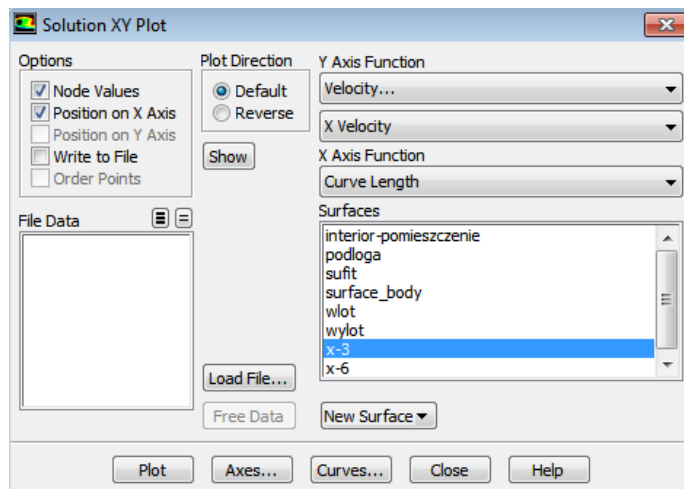 Solution XY Plot
Options
Node Values
Position on X Axis
Position on Y Axis
Write to File
Order Points
Plot Direction
Default
Reverse
Show
Y Axis Function
Velocity...
X Velocity
X Axis Function
Curve Length
File Data
Surfaces
interior-pomieszczenie
podloga
sufit
surface_body
wlot
wylot
x-3
x-6
Load File...
Free Data
New Surface
Plot
Axes...
Curves...
Close
Help